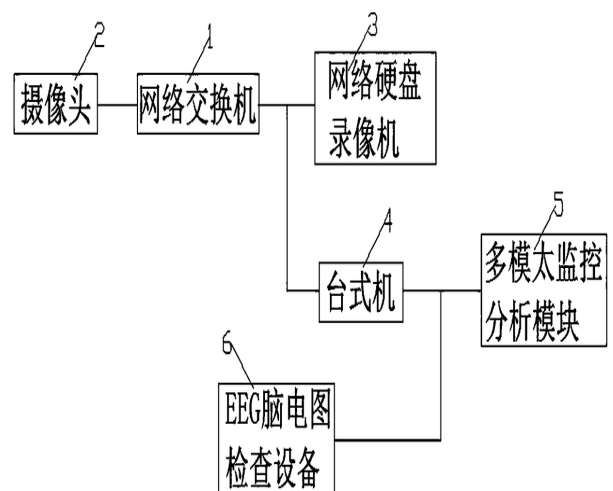 2
1
3
摄像头
网络交换机
网络硬盘
录像机
4
5
台式机
多模太监控
分析模块
6
EEG脑电图
检查设备